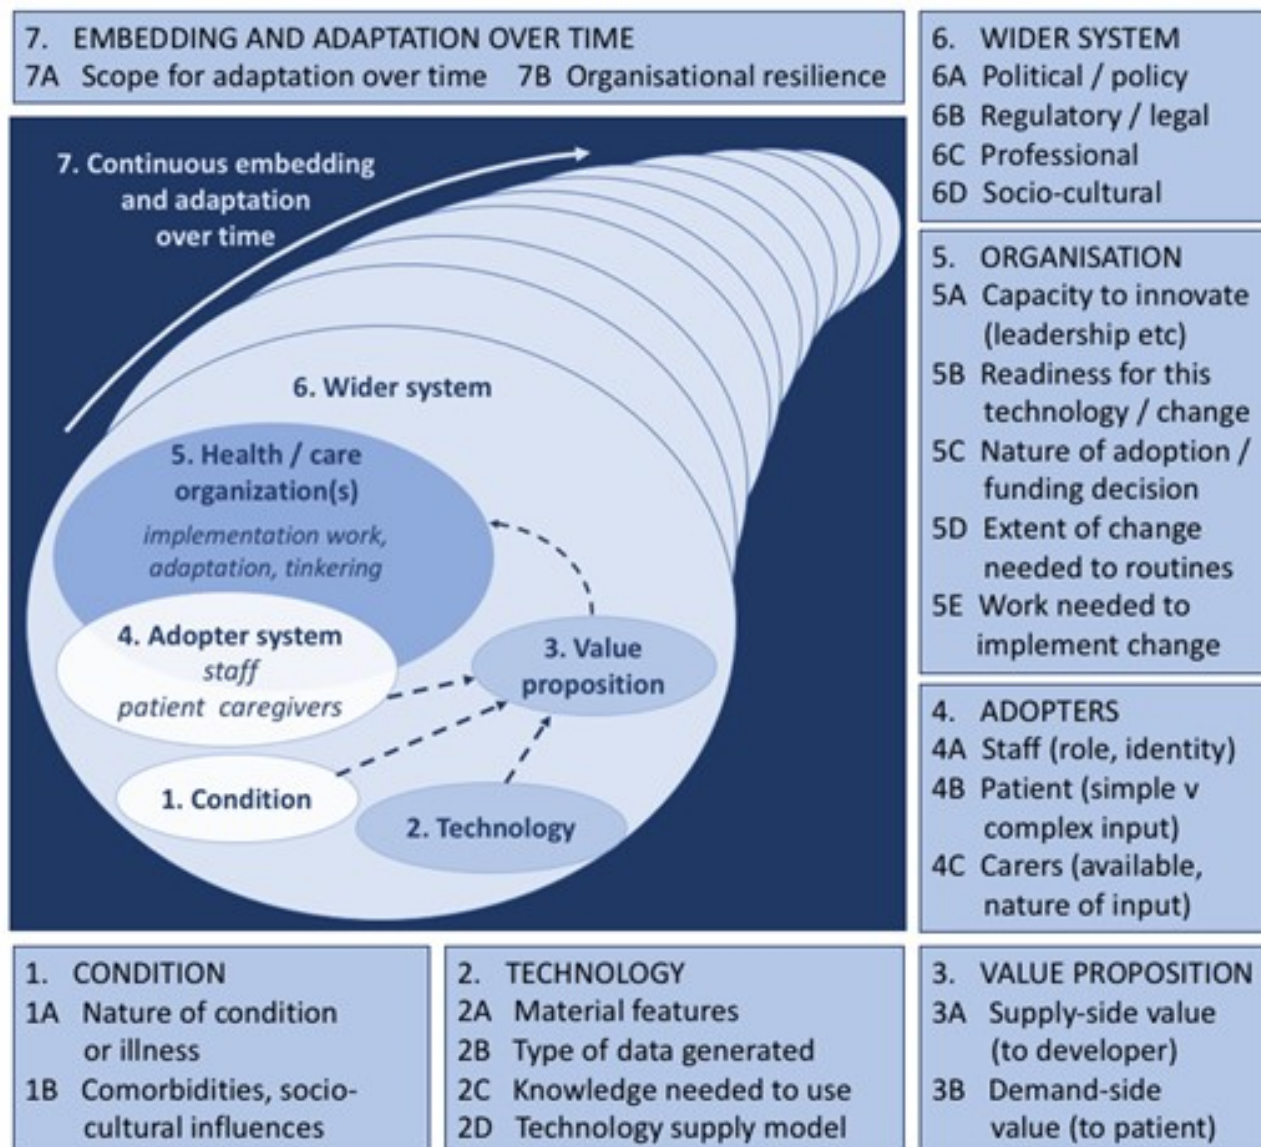 7. EMBEDDING AND ADAPTATION OVER TIME
7A Scope for adaptation over time 7B Organisational resilience
7. Continuous embedding
and adaptation
over time
6. Wider system
5. Health / care
organization(s)
implementation work,
adaptation, tinkering
4. Adopter system
staff
patient caregivers
3. Value
proposition
1. Condition
2. Technology
6. WIDER SYSTEM
6A Political / policy
6B Regulatory / legal
6C Professional
6D Socio-cultural
5. ORGANISATION
5A Capacity to innovate
(leadership etc)
5B Readiness for this
technology / change
5C Nature of adoption /
funding decision
5D Extent of change
needed to routines
5E Work needed to
implement change
4. ADOPTERS
4A Staff (role, identity)
4B Patient (simple v
complex input)
4C Carers (available,
nature of input)
1. CONDITION
1A Nature of condition
or illness
1B Comorbidities, socio-
cultural influences
2. TECHNOLOGY
2A Material features
2B Type of data generated
2C Knowledge needed to use
2D Technology supply model
3. VALUE PROPOSITION
3A Supply-side value
(to developer)
3B Demand-side
value (to patient)